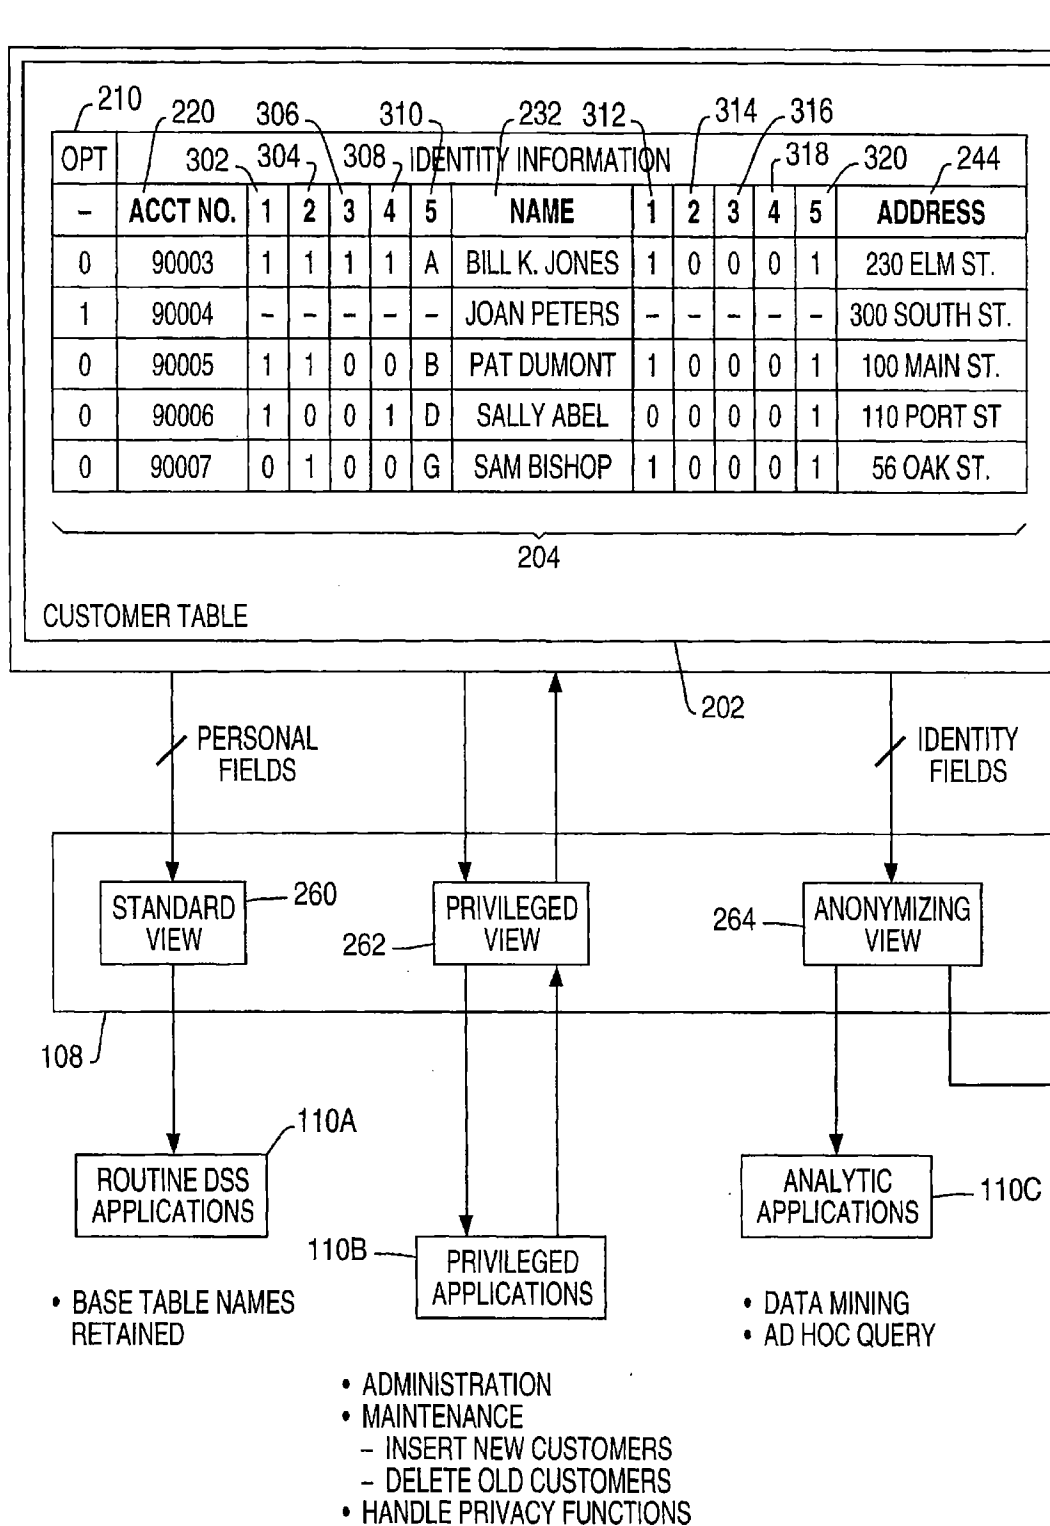 210 220 306 310 232 312 314 316
OPT 302 304 308 IDENTITY INFORMATION 318 320 244
– ACCT NO. 1 2 3 4 5 NAME 1 2 3 4 5 ADDRESS
0 90003 1 1 1 1 A BILL K. JONES 1 0 0 0 1 230 ELM ST.
1 90004 – – – – – JOAN PETERS – – – – – 300 SOUTH ST.
0 90005 1 1 0 0 B PAT DUMONT 1 0 0 0 1 100 MAIN ST.
0 90006 1 0 0 1 D SALLY ABEL 0 0 0 0 1 110 PORT ST
0 90007 0 1 0 0 G SAM BISHOP 1 0 0 0 1 56 OAK ST.
204
CUSTOMER TABLE
202
PERSONAL
FIELDS
IDENTITY
FIELDS
STANDARD
VIEW
260
PRIVILEGED
VIEW
262
ANONYMIZING
VIEW
264
108
110A
ROUTINE DSS
APPLICATIONS
• BASE TABLE NAMES
RETAINED
110B
PRIVILEGED
APPLICATIONS
• ADMINISTRATION
• MAINTENANCE
– INSERT NEW CUSTOMERS
– DELETE OLD CUSTOMERS
• HANDLE PRIVACY FUNCTIONS
ANALYTIC
APPLICATIONS
110C
• DATA MINING
• AD HOC QUERY